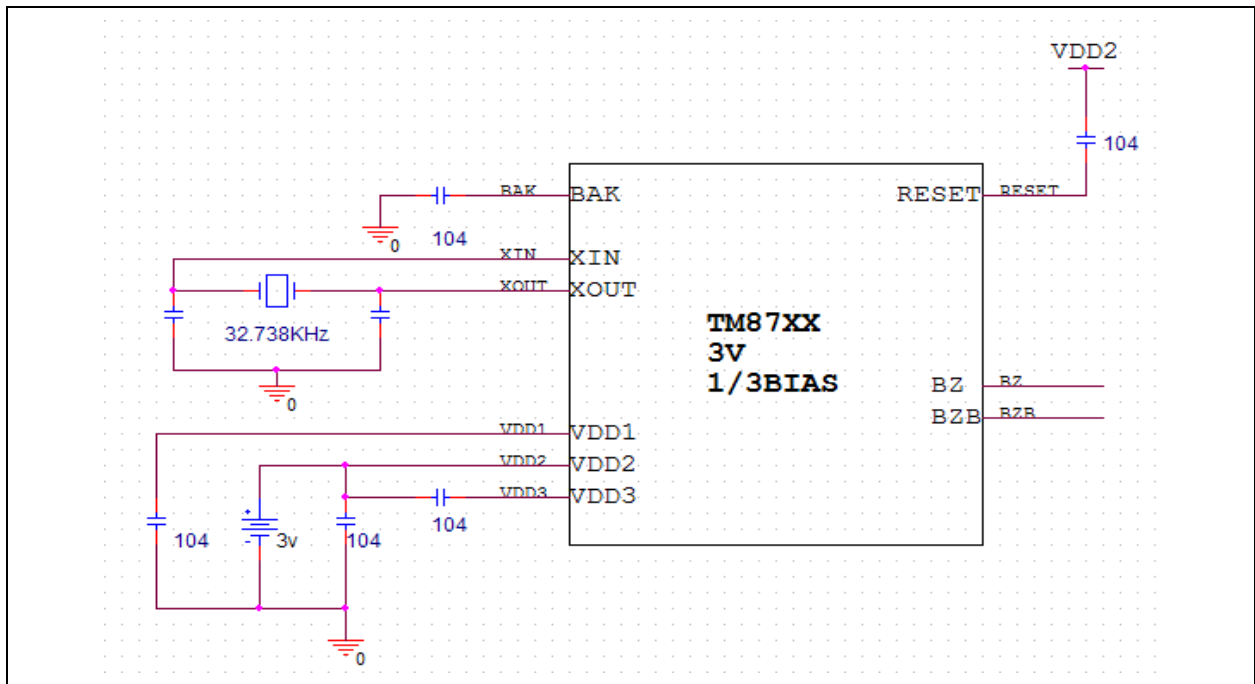 VDD2
104
BAK BAK
RESET RESET
0
104
XIN XIN
XOUT XOUT
32.738KHz
TM87XX
3V
1/3BIAS
0
BZ BZ
BZB BZB
VDD1 VDD1
VDD2 VDD2
VDD3 VDD3
104
+
104
- 3v
104
0